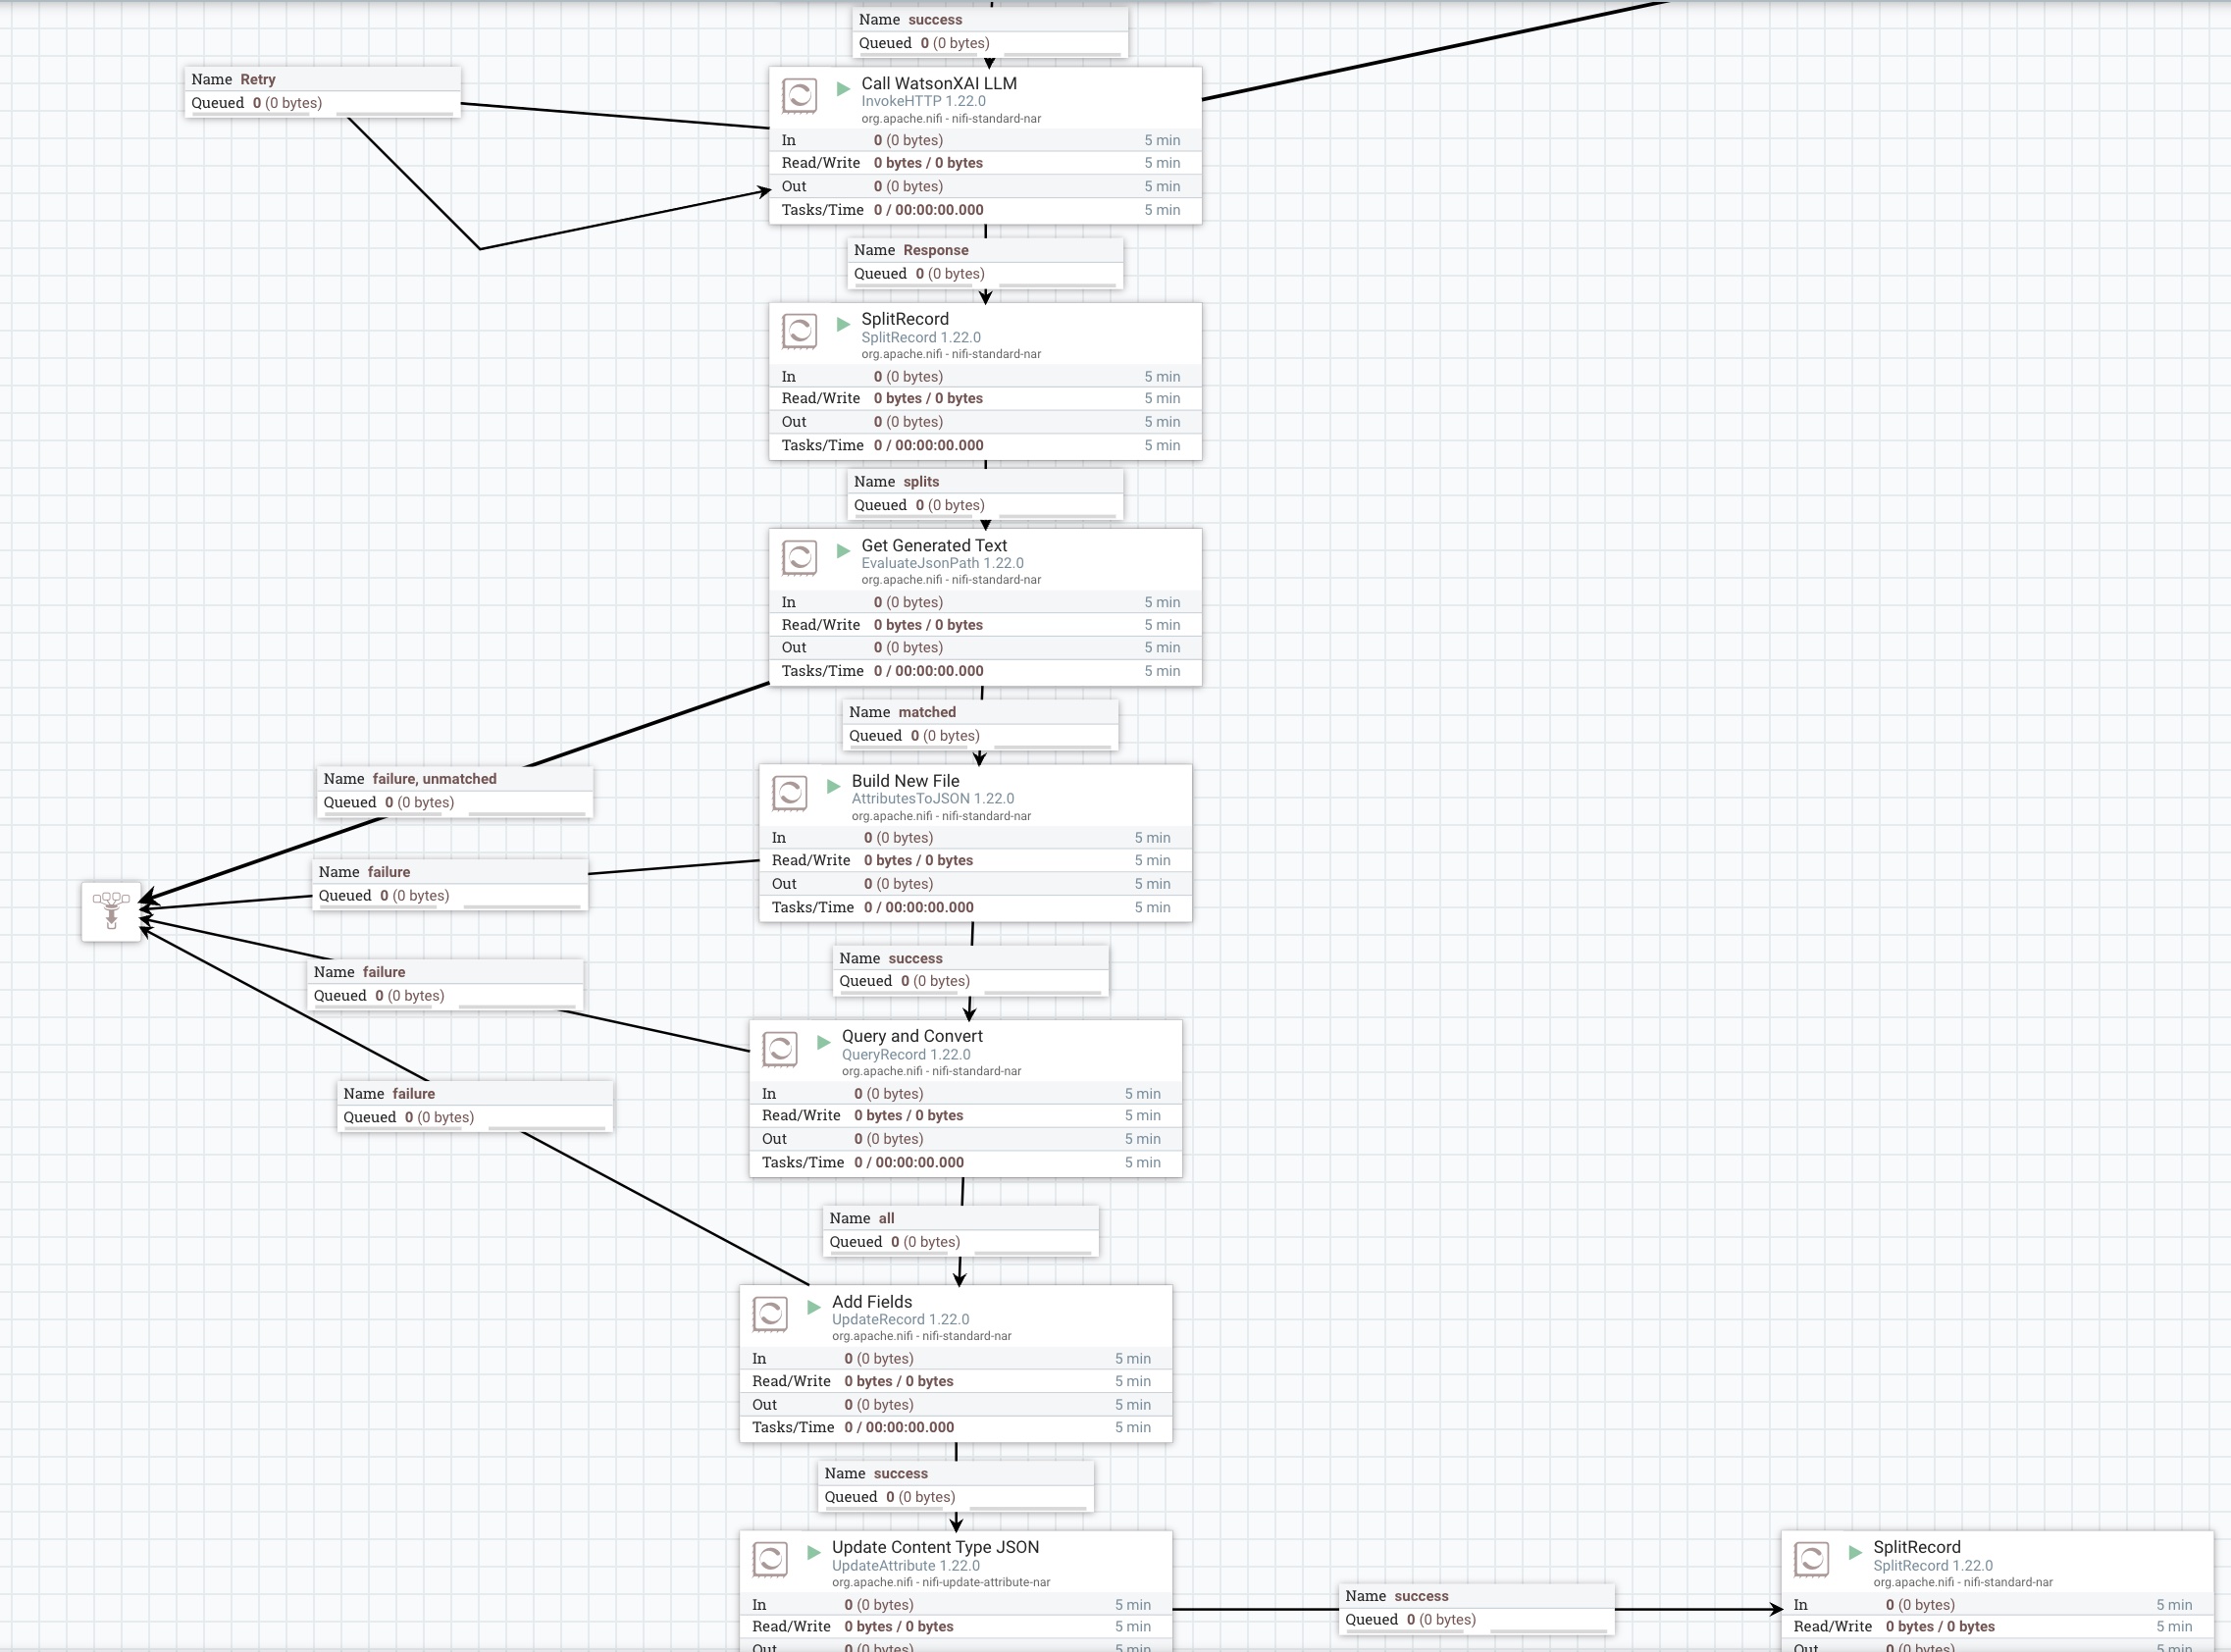 Name success
Queued 0 (0 bytes)
Name Retry
Queued 0 (0 bytes)
Call WatsonXAI LLM
InvokeHTTP 1.22.0
org.apache.nifi - nifi-standard-nar
In 0 (0 bytes) 5 min
Read/Write 0 bytes / 0 bytes 5 min
Out 0 (0 bytes) 5 min
Tasks/Time 0 / 00:00:00.000 5 min
Name Response
Queued 0 (0 bytes)
SplitRecord
SplitRecord 1.22.0
org.apache.nifi - nifi-standard-nar
In 0 (0 bytes) 5 min
Read/Write 0 bytes / 0 bytes 5 min
Out 0 (0 bytes) 5 min
Tasks/Time 0 / 00:00:00.000 5 min
Name splits
Queued 0 (0 bytes)
Get Generated Text
EvaluateJsonPath 1.22.0
org.apache.nifi - nifi-standard-nar
In 0 (0 bytes) 5 min
Read/Write 0 bytes / 0 bytes 5 min
Out 0 (0 bytes) 5 min
Tasks/Time 0 / 00:00:00.000 5 min
Name matched
Queued 0 (0 bytes)
Name failure, unmatched
Queued 0 (0 bytes)
Build New File
AttributesToJSON 1.22.0
org.apache.nifi - nifi-standard-nar
In 0 (0 bytes) 5 min
Read/Write 0 bytes / 0 bytes 5 min
Out 0 (0 bytes) 5 min
Tasks/Time 0 / 00:00:00.000 5 min
Name failure
Queued 0 (0 bytes)
Name success
Queued 0 (0 bytes)
Name failure
Queued 0 (0 bytes)
Query and Convert
QueryRecord 1.22.0
org.apache.nifi - nifi-standard-nar
In 0 (0 bytes) 5 min
Read/Write 0 bytes / 0 bytes 5 min
Out 0 (0 bytes) 5 min
Tasks/Time 0 / 00:00:00.000 5 min
Name failure
Queued 0 (0 bytes)
Name all
Queued 0 (0 bytes)
Add Fields
UpdateRecord 1.22.0
org.apache.nifi - nifi-standard-nar
In 0 (0 bytes) 5 min
Read/Write 0 bytes / 0 bytes 5 min
Out 0 (0 bytes) 5 min
Tasks/Time 0 / 00:00:00.000 5 min
Name success
Queued 0 (0 bytes)
Update Content Type JSON
UpdateAttribute 1.22.0
org.apache.nifi - nifi-update-attribute-nar
In 0 (0 bytes) 5 min
Read/Write 0 bytes / 0 bytes 5 min
Out 0 (0 bytes) 5 min
Name success
Queued 0 (0 bytes)
SplitRecord
SplitRecord 1.22.0
org.apache.nifi - nifi-standard-nar
In 0 (0 bytes) 5 min
Read/Write 0 bytes / 0 bytes 5 min
Out 0 (0 bytes) 5 min